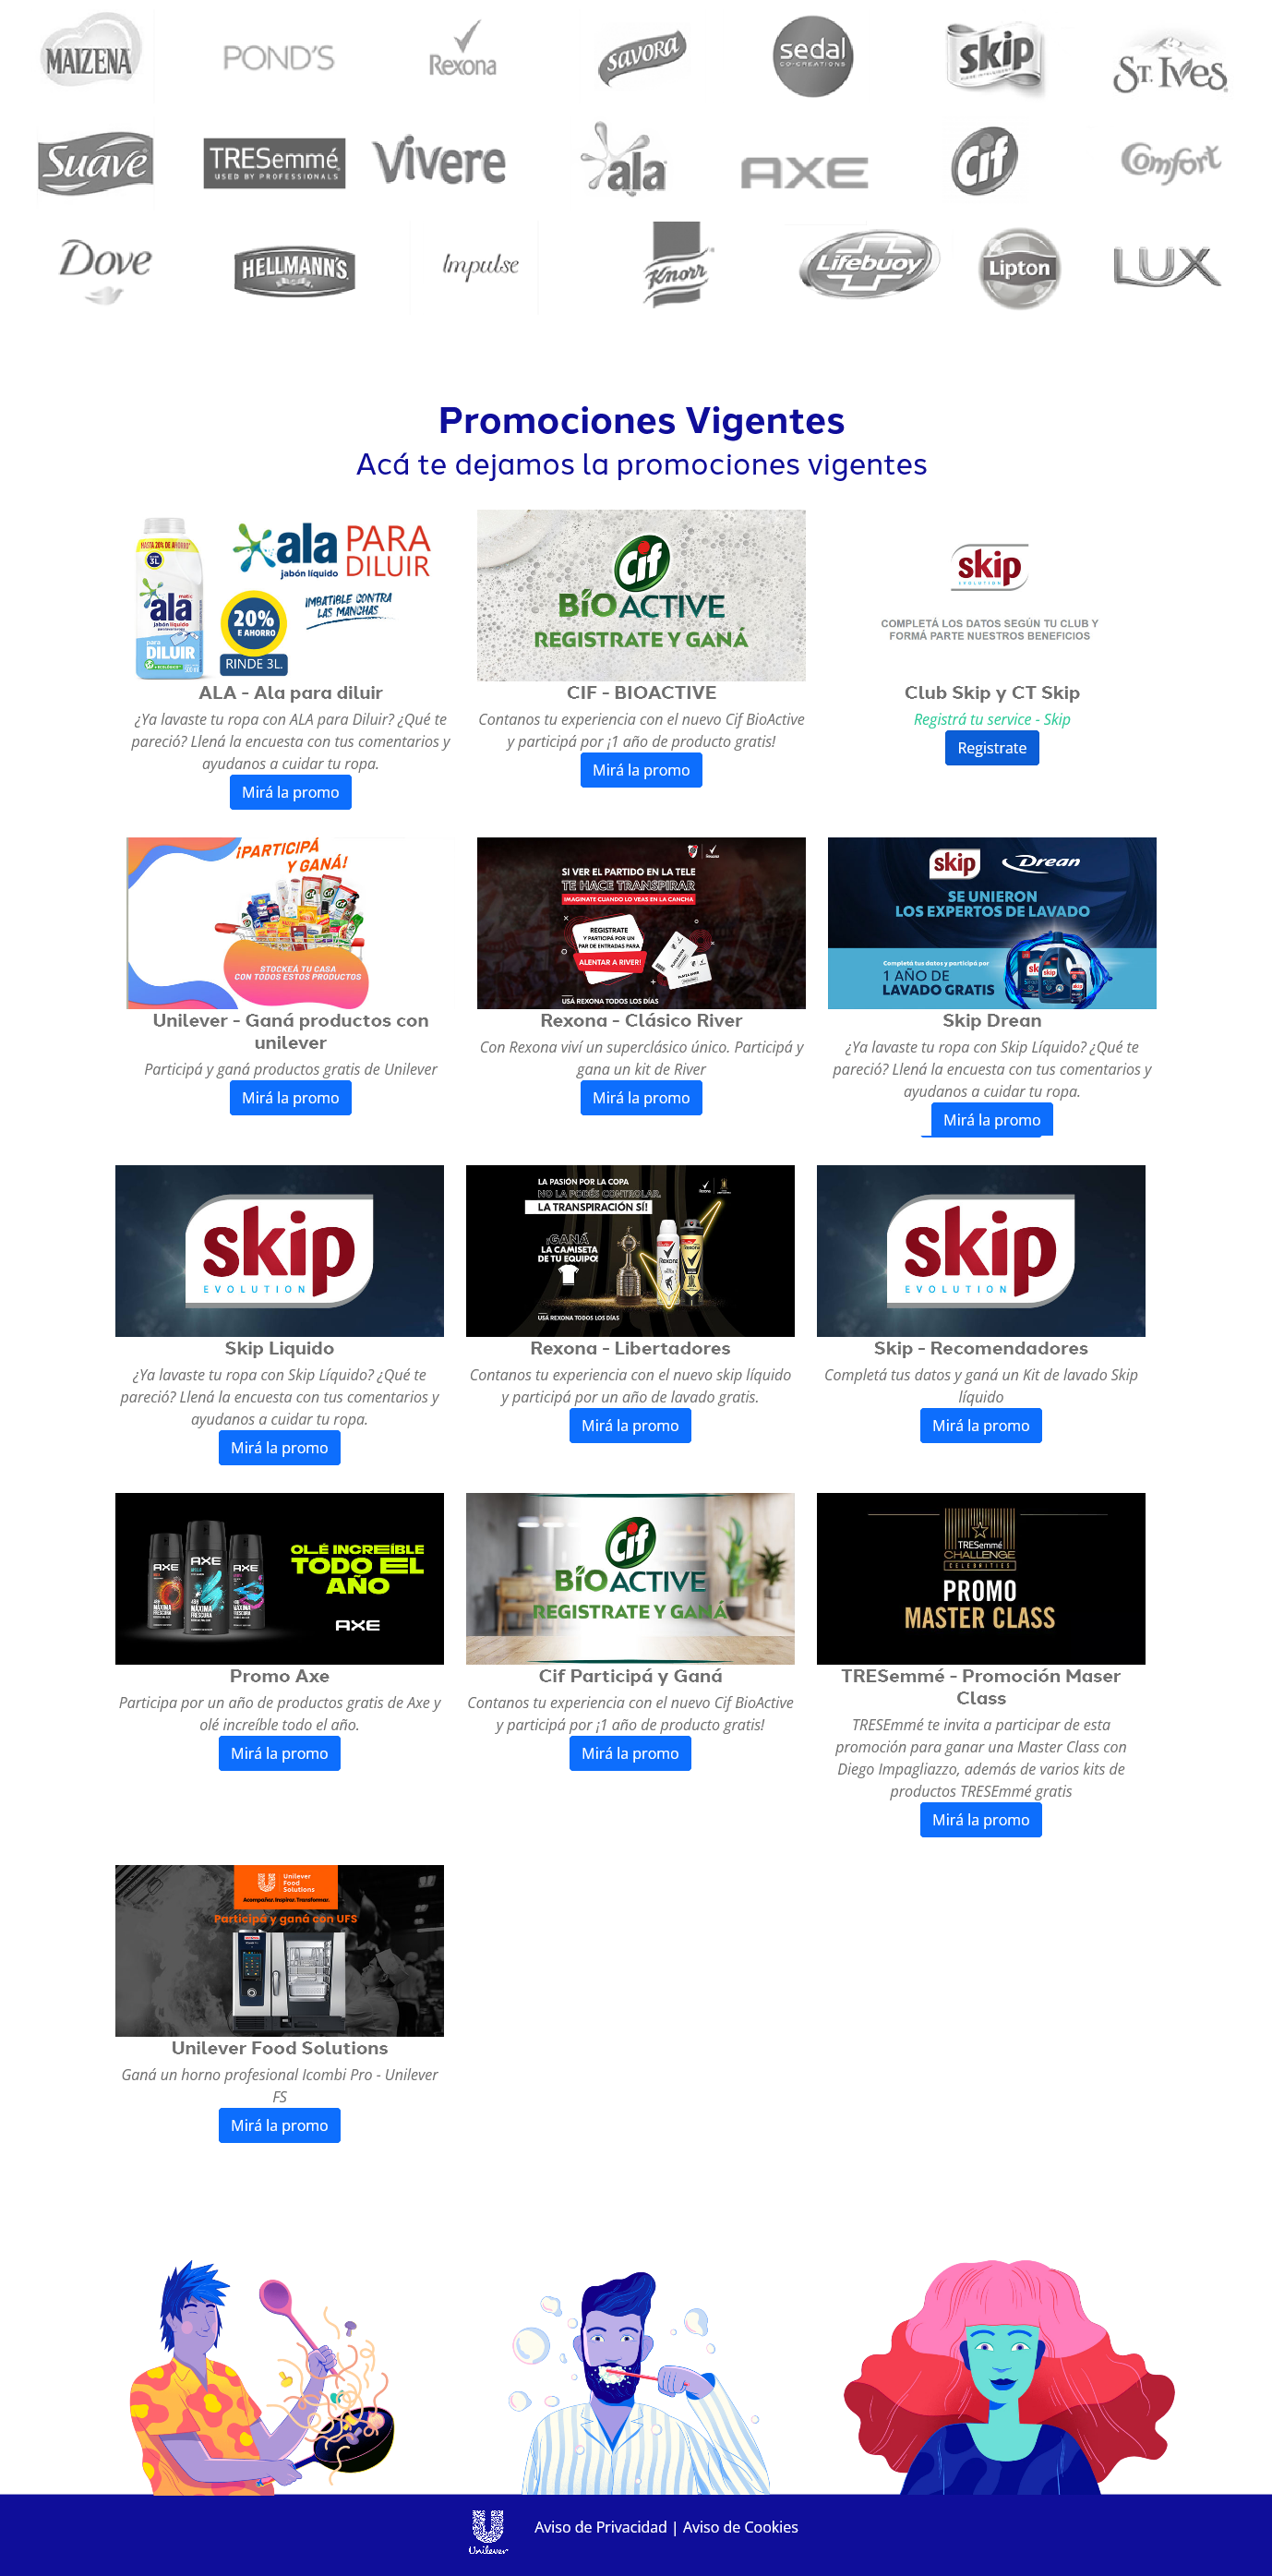 MAIZENA
POND'S
Rexona
SAVORA
sedal
CO-CREATIONS
skip
ST. IVES
Suave
TRESemmé
USED BY PROFESSIONALS
Vivere
ala
AXE
Cif
Comfort
Dove
HELLMANN'S
Impulse
Knorr
Lifebuoy
Lipton
LUX
Promociones Vigentes
Acá te dejamos la promociones vigentes
HASTA 20% DE AHORRO*
ala
jabón líquido
para
DILUIR
ala PARA
jabón líquido DILUIR
20%
E AHORRO
IMBATIBLE CONTRA
LAS MANCHAS
RINDE 3L.
ALA - Ala para diluir
¿Ya lavaste tu ropa con ALA para Diluir? ¿Qué te
pareció? Llená la encuesta con tus comentarios y
ayudanos a cuidar tu ropa.
Mirá la promo
Cif
BIOACTIVE
REGISTRATE Y GANÁ
CIF - BIOACTIVE
Contanos tu experiencia con el nuevo Cif BioActive
y participá por ¡1 año de producto gratis!
Mirá la promo
skip
EVOLUTION
COMPLETÁ LOS DATOS SEGÚN TU CLUB Y
FORMÁ PARTE NUESTROS BENEFICIOS
Club Skip y CT Skip
Registrá tu service - Skip
Registrate
¡PARTICIPÁ
Y GANÁ!
STOCKEÁ TU CASA
CON TODOS ESTOS PRODUCTOS
Unilever - Ganá productos con
unilever
Participá y ganá productos gratis de Unilever
Mirá la promo
Rexona
SI VER EL PARTIDO EN LA TELE
TE HACE TRANSPIRAR
IMAGINATE CUANDO LO VEAS EN LA CANCHA
REGISTRATE
Y PARTICIPÁ POR UN
PAR DE ENTRADAS PARA
ALENTAR A RIVER!
USÁ REXONA TODOS LOS DÍAS
Rexona - Clásico River
Con Rexona viví un superclásico único. Participá y
gana un kit de River
Mirá la promo
skip Drean
SE UNIERON
LOS EXPERTOS DE LAVADO
Completá tus datos y participá por
1 AÑO DE
LAVADO GRATIS
Skip Drean
¿Ya lavaste tu ropa con Skip Líquido? ¿Qué te
pareció? Llená la encuesta con tus comentarios y
ayudanos a cuidar tu ropa.
Mirá la promo
skip
EVOLUTION
Skip Liquido
¿Ya lavaste tu ropa con Skip Líquido? ¿Qué te
pareció? Llená la encuesta con tus comentarios y
ayudanos a cuidar tu ropa.
Mirá la promo
LA PASIÓN POR LA COPA
NO LA PODÉS CONTROLAR.
LA TRANSPIRACIÓN SÍ!
¡GANÁ
LA CAMISETA
DE TU EQUIPO!
Rexona
USÁ REXONA TODOS LOS DÍAS
Rexona - Libertadores
Contanos tu experiencia con el nuevo skip líquido
y participá por un año de lavado gratis.
Mirá la promo
skip
EVOLUTION
Skip - Recomendadores
Completá tus datos y ganá un Kit de lavado Skip
líquido
Mirá la promo
AXE AXE AXE
MÁXIMA
FRESCURA
OLÉ INCREÍBLE
TODO EL
AÑO
AXE
Promo Axe
Participa por un año de productos gratis de Axe y
olé increíble todo el año.
Mirá la promo
Cif
BIOACTIVE
REGISTRATE Y GANÁ
Cif Participá y Ganá
Contanos tu experiencia con el nuevo Cif BioActive
y participá por ¡1 año de producto gratis!
Mirá la promo
TRESemmé
CHALLENGE
CELEBRITIES
PROMO
MASTER CLASS
TRESemmé - Promoción Maser
Class
TRESEmmé te invita a participar de esta
promoción para ganar una Master Class con
Diego Impagliazzo, además de varios kits de
productos TRESEmmé gratis
Mirá la promo
Unilever
Food
Solutions
Acompañar. Inspirar. Transformar.
Participá y ganá con UFS
Unilever Food Solutions
Ganá un horno profesional Icombi Pro - Unilever
FS
Mirá la promo
Unilever
Aviso de Privacidad | Aviso de Cookies